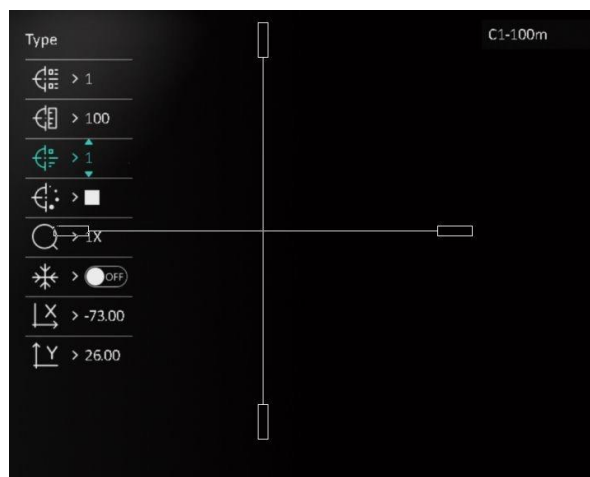 Type
C1-100m
> 1
> 100
> 1
>
> 1X
> OFF
X > -73.00
Y > 26.00